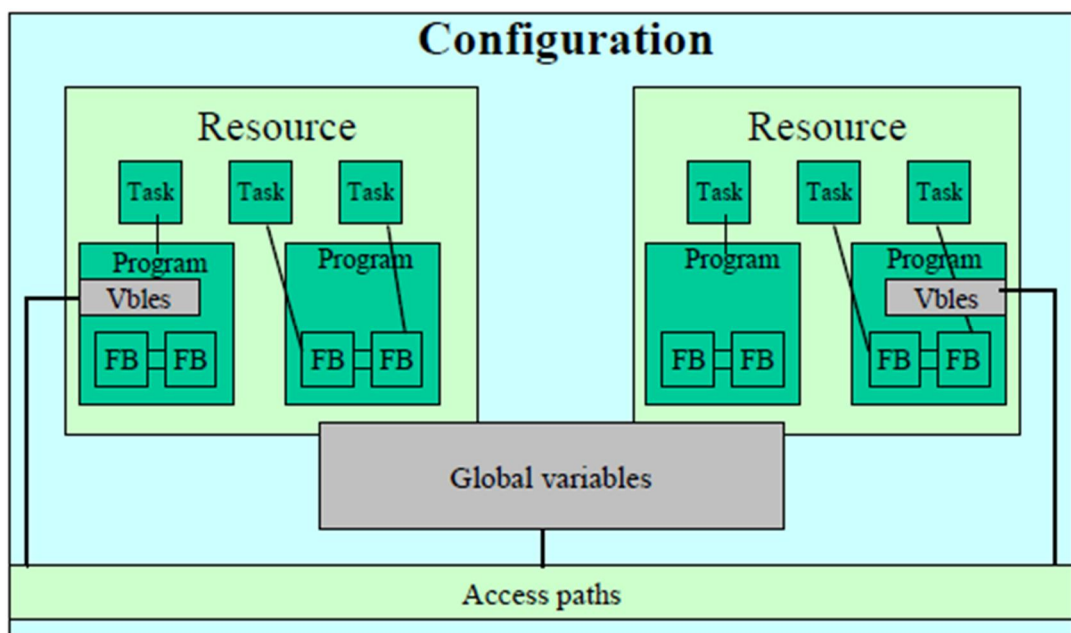 Configuration
Resource
Resource
Task Task Task
Task Task Task
Program Program
Program Program
Vbles
Vbles
FB FB FB FB
FB FB FB FB
Global variables
Access paths